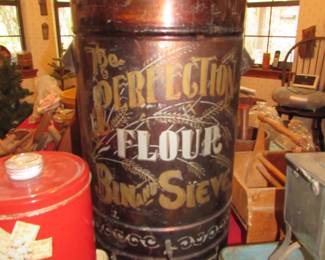 The
PERFECTION
FLOUR
BIN AND SIEVE